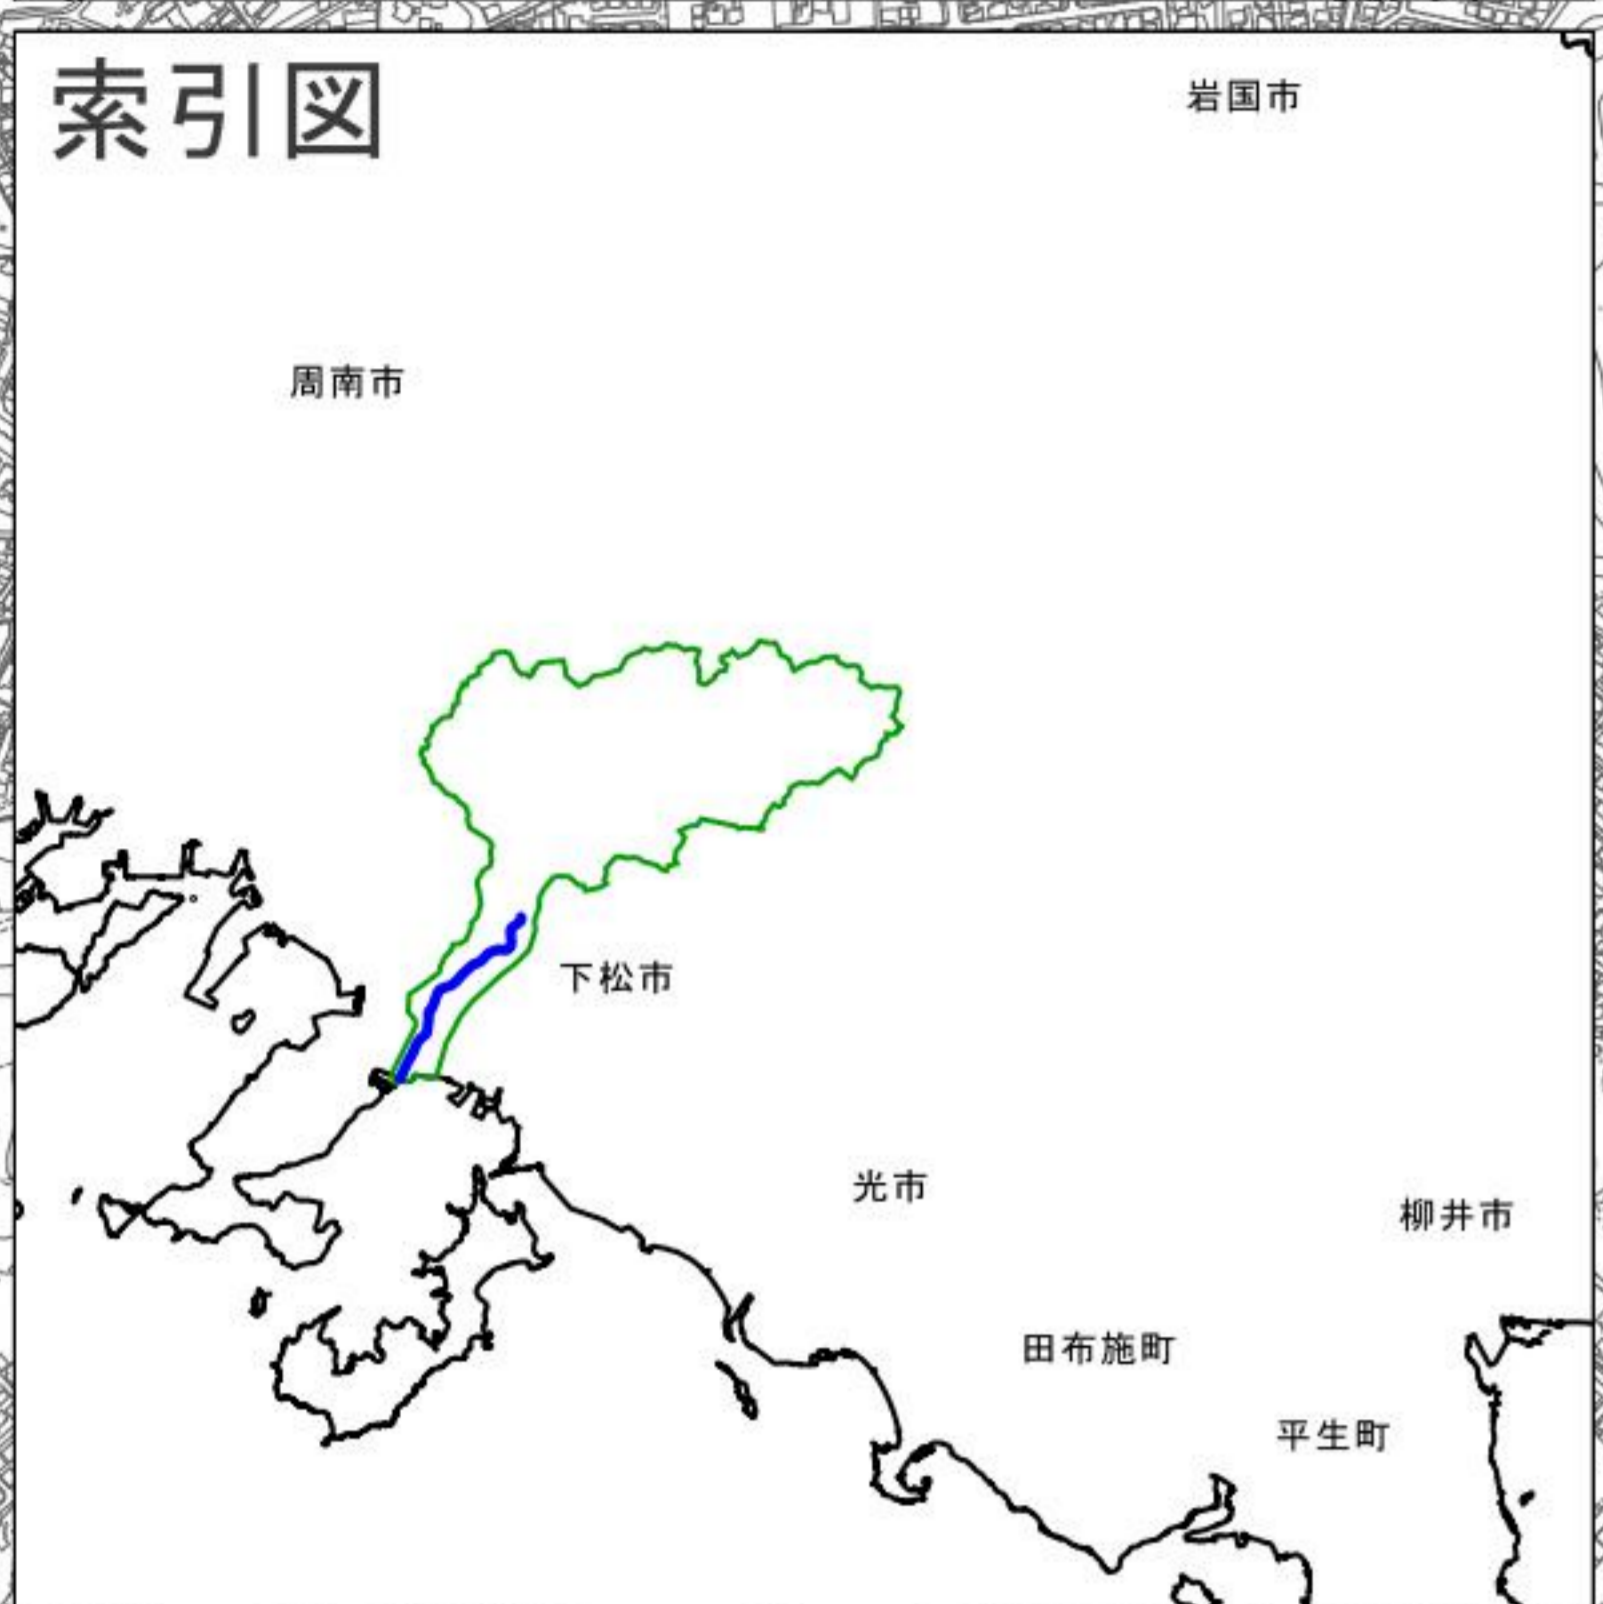 索引図
岩国市
周南市
下松市
光市
柳井市
田布施町
平生町